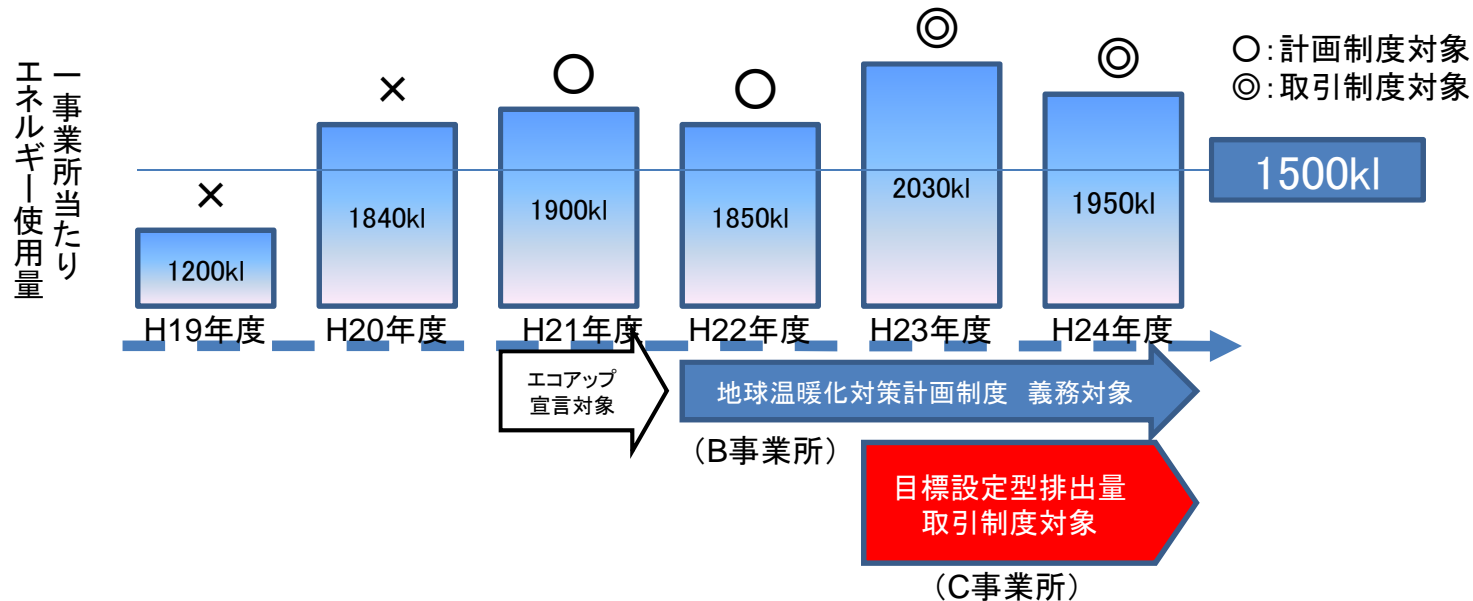 一事業所当たり
エネルギー使用量
○:計画制度対象
◎:取引制度対象
× × ○ ○ ◎ ◎
1200kl 1840kl 1900kl 1850kl 2030kl 1950kl
1500kl
H19年度 H20年度 H21年度 H22年度 H23年度 H24年度
エコアップ
宣言対象
地球温暖化対策計画制度 義務対象
（B事業所）
目標設定型排出量
取引制度対象
（C事業所）